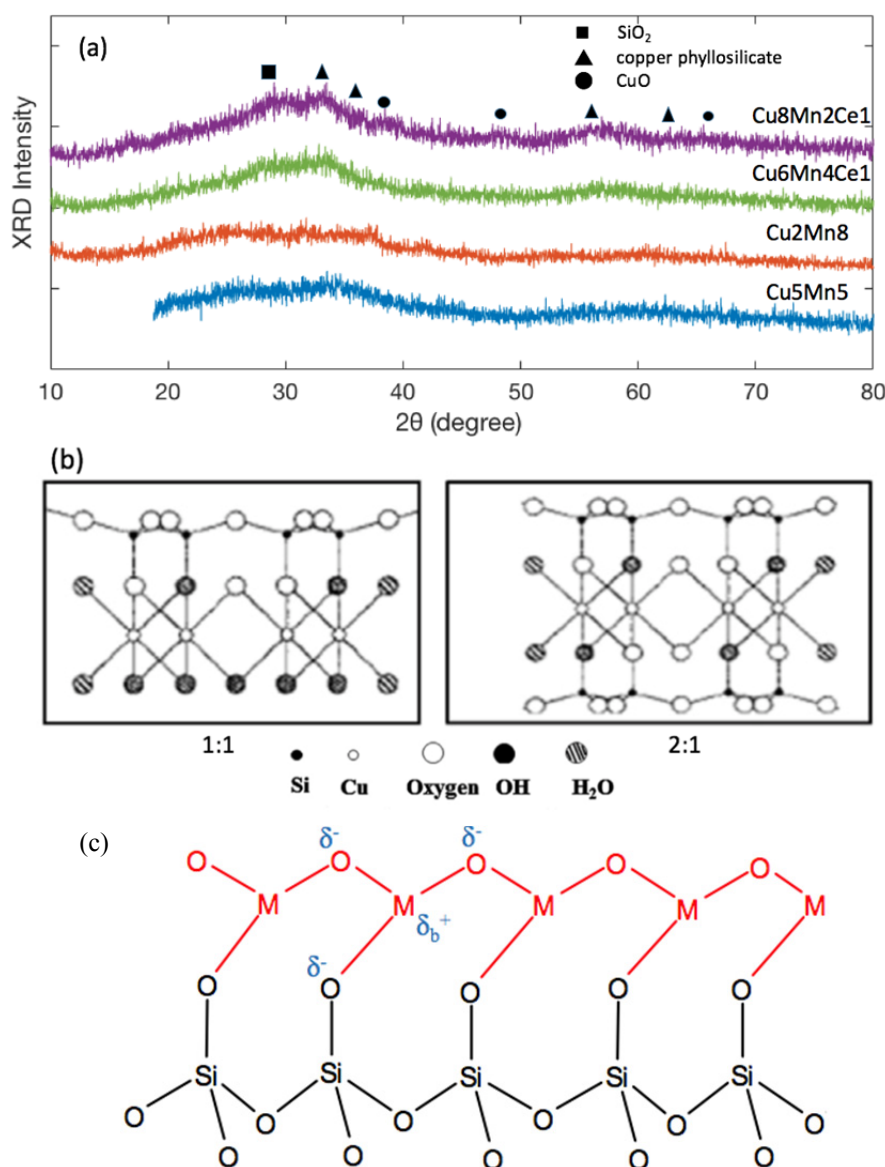 (a)
SiO₂
copper phyllosilicate
CuO
Cu8Mn2Ce1
Cu6Mn4Ce1
Cu2Mn8
Cu5Mn5
XRD Intensity
10 20 30 40 50 60 70 80
2θ (degree)
(b)
1:1 2:1
Si Cu Oxygen OH H₂O
(c)
δ⁻ δ⁻
O O O O O
M M M M M
δb⁺
δ⁻
O O O O O
Si Si Si Si Si
O O O O O O
O O O O O